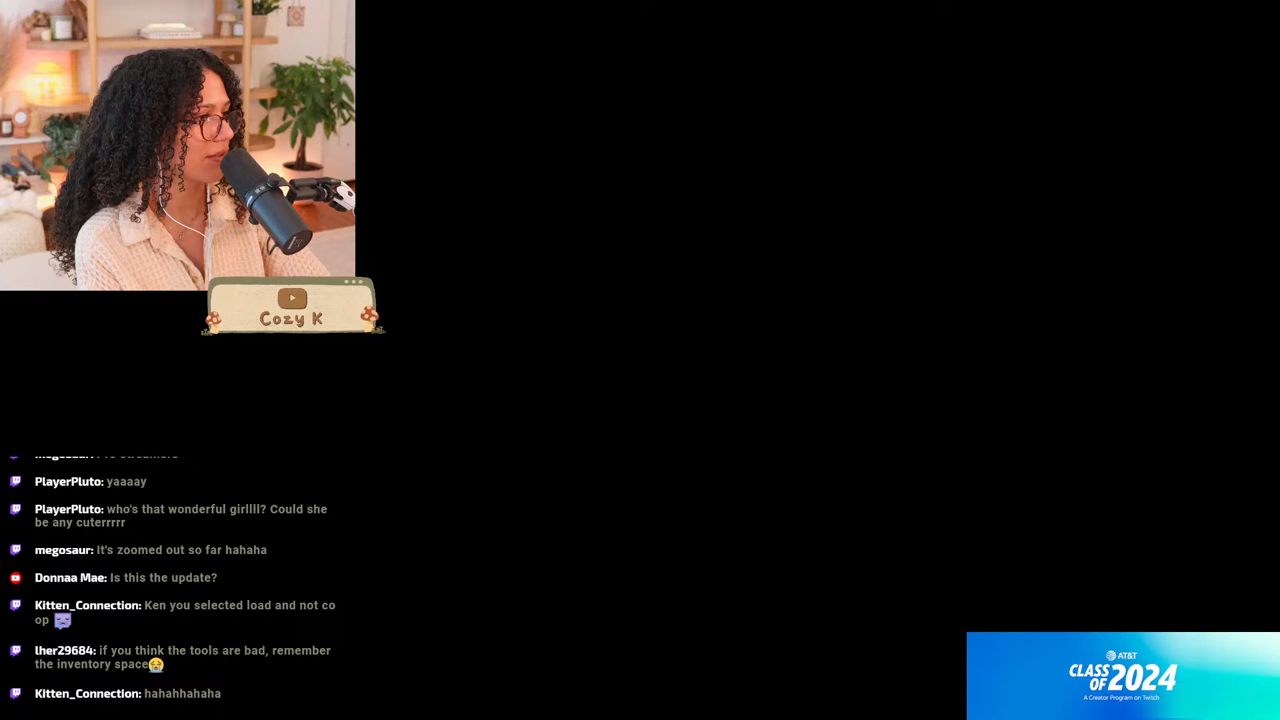 Cozy K
PlayerPluto: yaaaay
PlayerPluto: who's that wonderful girllll? Could she
be any cuterrrrr
megosaur: It's zoomed out so far hahaha
Donnaa Mae: Is this the update?
Kitten_Connection: Ken you selected load and not co
op
lher29684: if you think the tools are bad, remember
the inventory space😭
Kitten_Connection: hahahhahaha
AT&T
CLASS
OF 2024
A Creator Program on Twitch